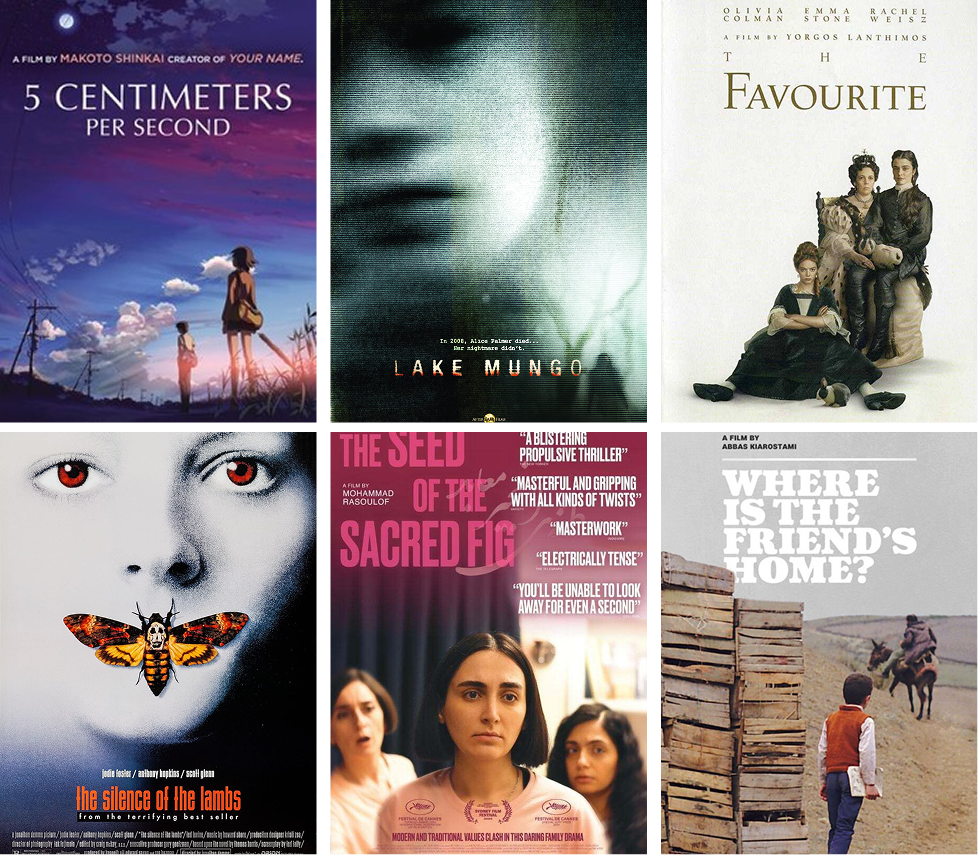 A FILM BY MAKOTO SHINKAI CREATOR OF YOUR NAME.
5 CENTIMETERS
PER SECOND
In 2008, Alice Palmer died...
Her nightmare didn't.
LAKE MUNGO
OLIVIA EMMA RACHEL
COLMAN STONE WEISZ
A FILM BY YORGOS LANTHIMOS
THE
FAVOURITE
jodie foster / anthony hopkins / scott glenn
the silence of the lambs
from the terrifying best seller
THE SEED
OF THE
SACRED FIG
A FILM BY
MOHAMMAD
RASOULOF
"A BLISTERING
PROPULSIVE THRILLER"
"MASTERFUL AND GRIPPING
WITH ALL KINDS OF TWISTS"
"MASTERWORK"
"ELECTRICALLY TENSE"
"YOU'LL BE UNABLE TO LOOK
AWAY FOR EVEN A SECOND"
FESTIVAL DE CANNES
SYDNEY FILM
FESTIVAL
FESTIVAL DE CANNES
MODERN AND TRADITIONAL VALUES CLASH IN THIS DARING FAMILY DRAMA
A FILM BY
ABBAS KIAROSTAMI
WHERE
IS THE
FRIEND'S
HOME?